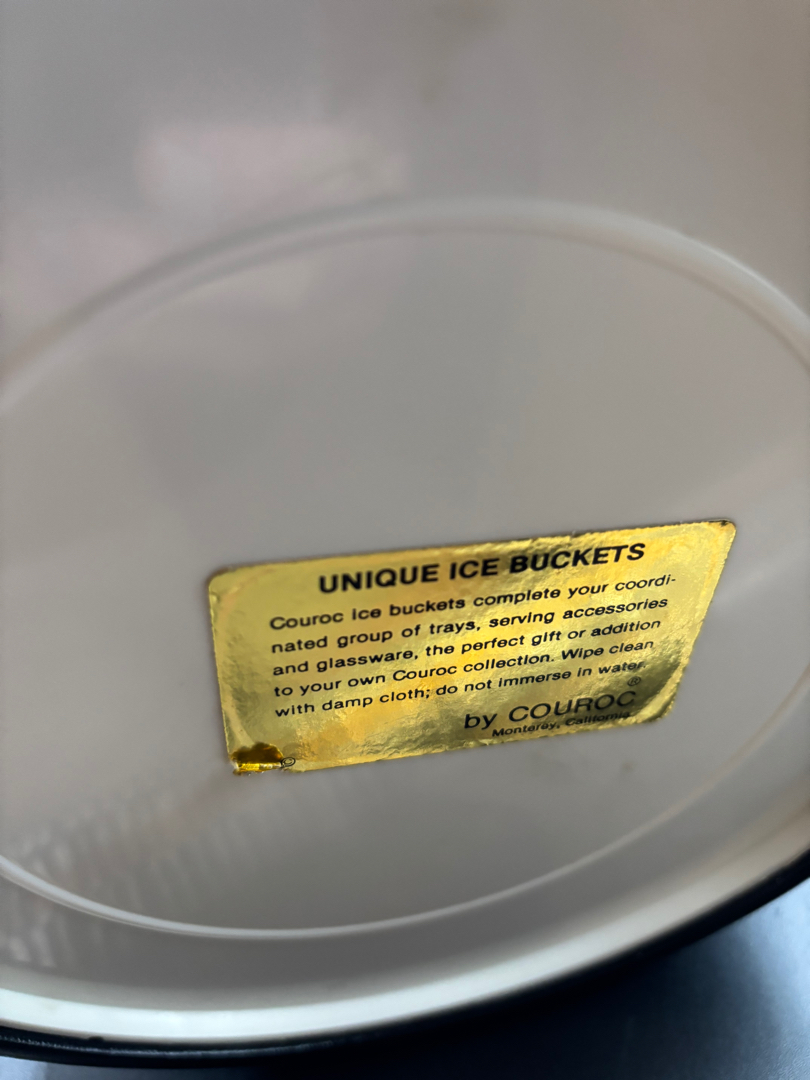 UNIQUE ICE BUCKETS
Couroc ice buckets complete your coordi-
nated group of trays, serving accessories
and glassware, the perfect gift or addition
to your own Couroc collection. Wipe clean
with damp cloth; do not immerse in water.
®
by COUROC
Monterey, California
©